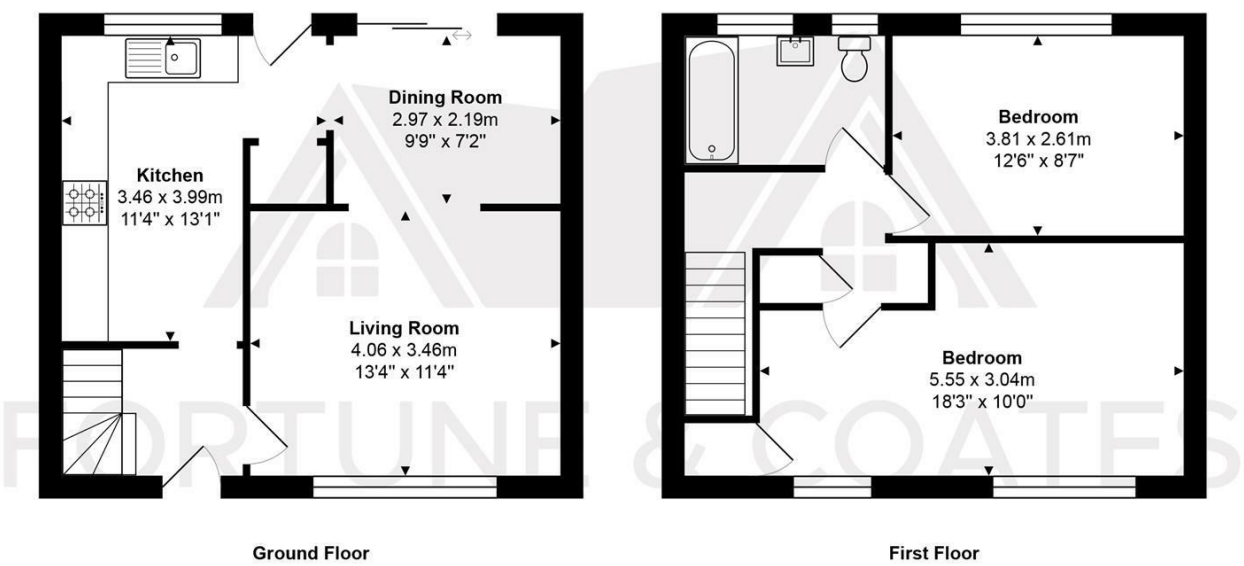 Dining Room
2.97 x 2.19m
9'9" x 7'2"
Kitchen
3.46 x 3.99m
11'4" x 13'1"
Living Room
4.06 x 3.46m
13'4" x 11'4"
Ground Floor
Bedroom
3.81 x 2.61m
12'6" x 8'7"
Bedroom
5.55 x 3.04m
18'3" x 10'0"
First Floor
FORTUNE & COATES